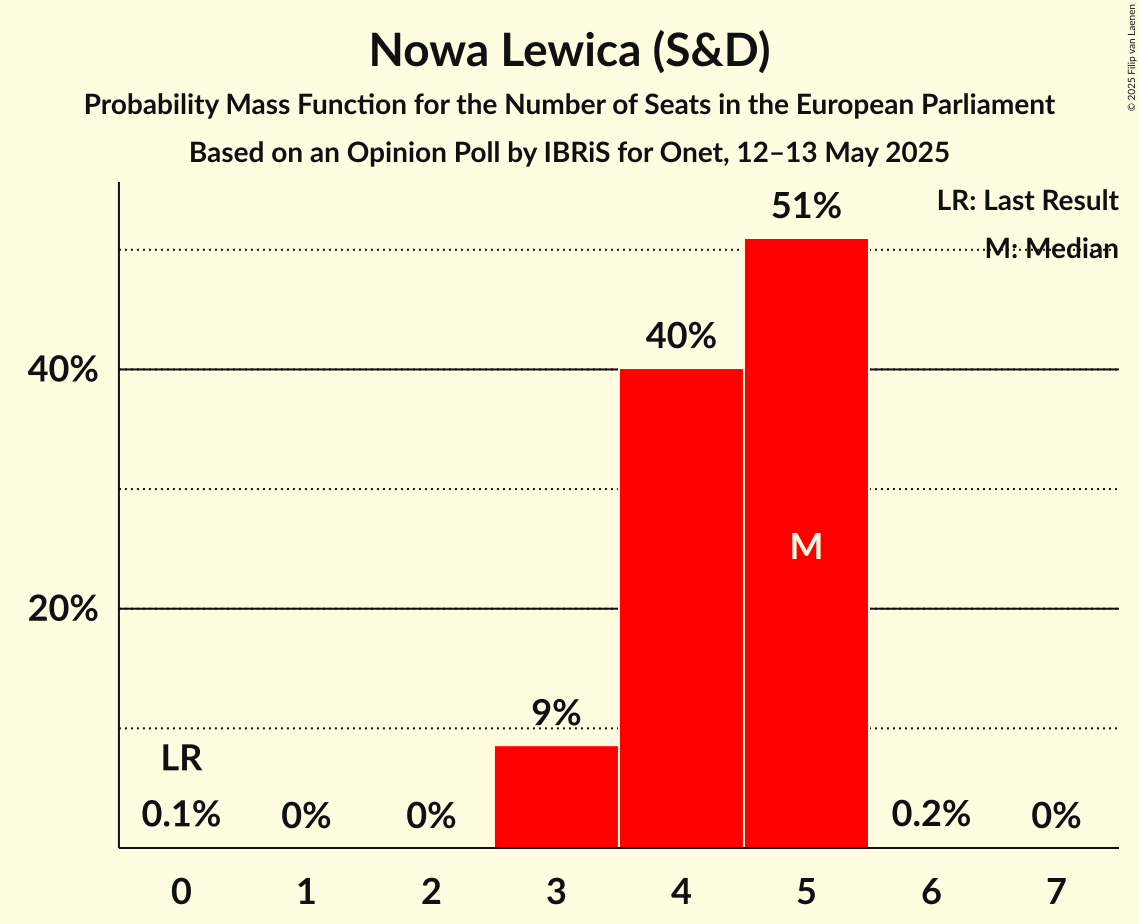 Nowa Lewica (S&D)
Probability Mass Function for the Number of Seats in the European Parliament
Based on an Opinion Poll by IBRiS for Onet, 12–13 May 2025
© 2025 Filip van Laenen
LR: Last Result
M: Median
51%
40%
40%
M
20%
9%
LR
0.1%
0%
0%
0.2%
0%
0
1
2
3
4
5
6
7